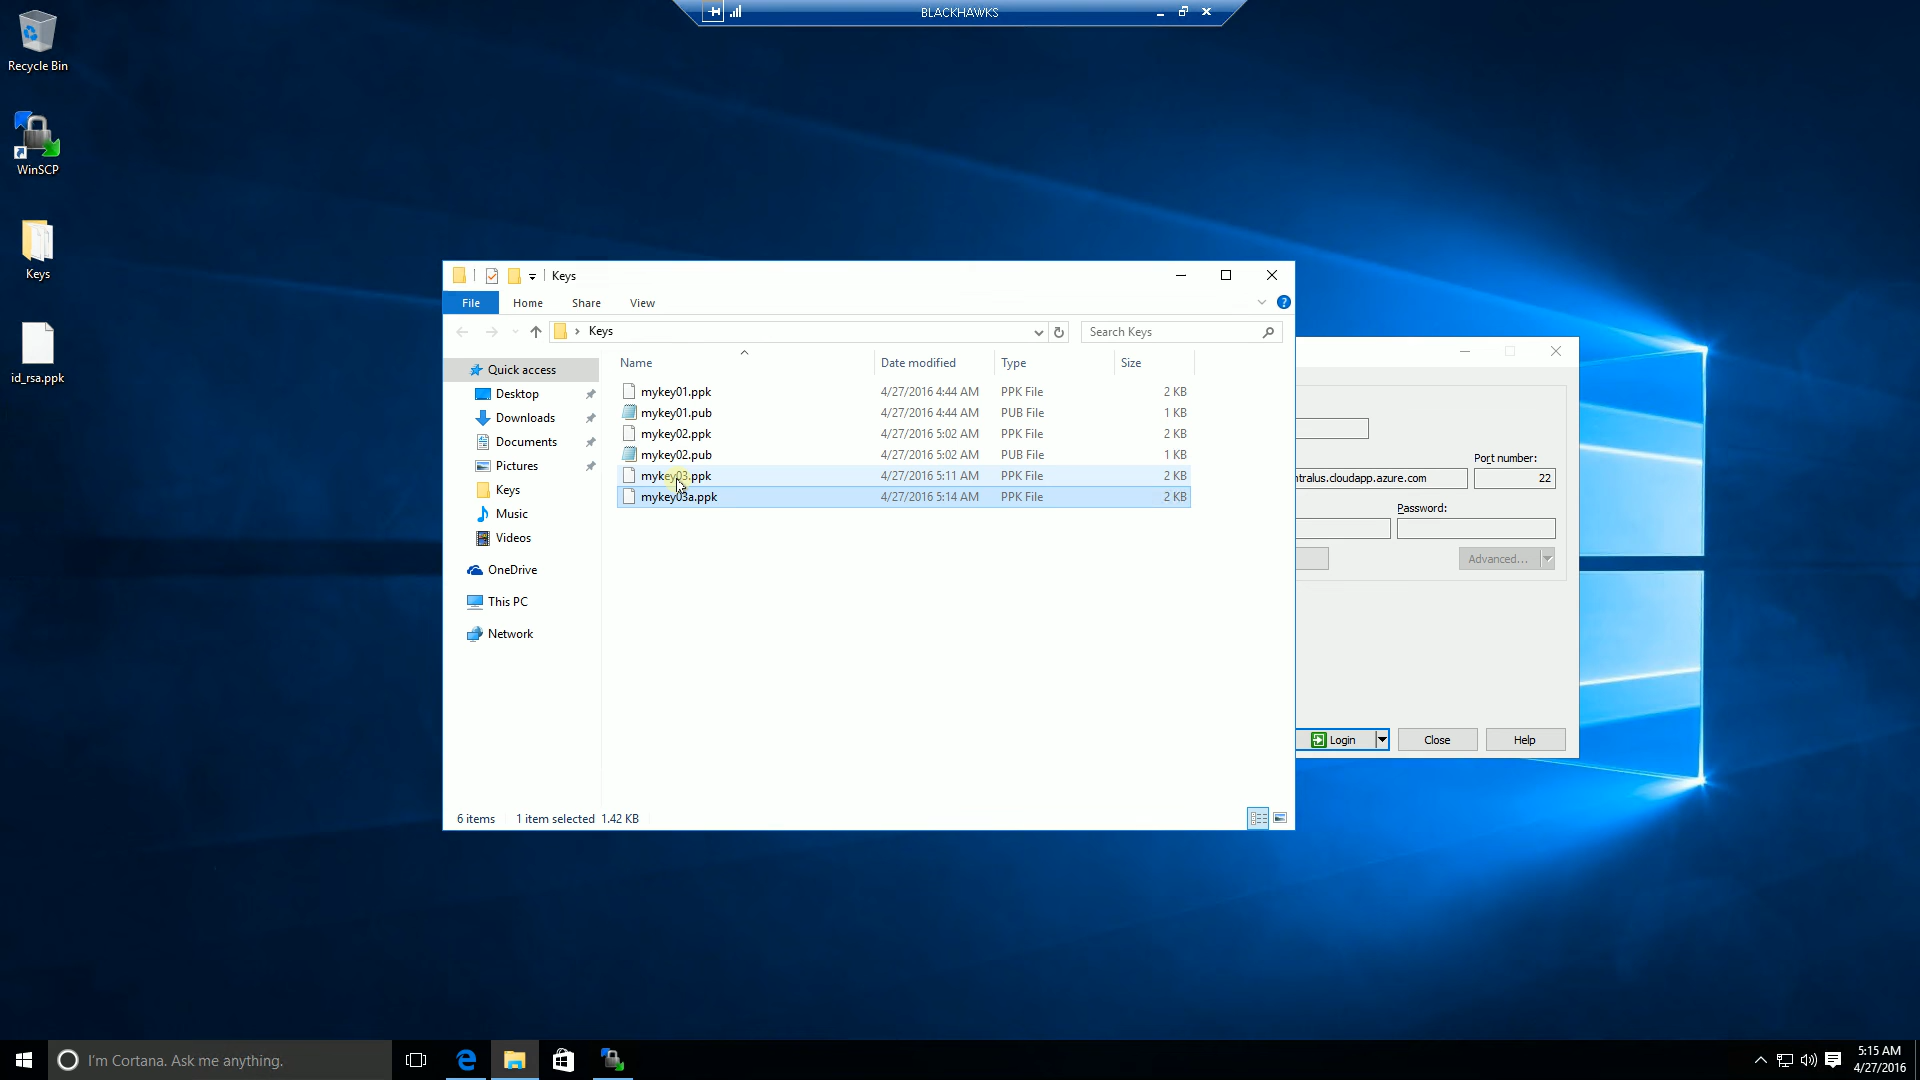 BLACKHAWKS
Recycle Bin
WinSCP
Keys
id_rsa.ppk
Keys
File Home Share View
Keys
Search Keys
Name Date modified Type Size
Quick access
Desktop
Downloads
Documents
Pictures
Keys
Music
Videos
OneDrive
This PC
Network
mykey01.ppk 4/27/2016 4:44 AM PPK File 2 KB
mykey01.pub 4/27/2016 4:44 AM PUB File 1 KB
mykey02.ppk 4/27/2016 5:02 AM PPK File 2 KB
mykey02.pub 4/27/2016 5:02 AM PUB File 1 KB
mykey03.ppk 4/27/2016 5:11 AM PPK File 2 KB
mykey03a.ppk 4/27/2016 5:14 AM PPK File 2 KB
6 items 1 item selected 1.42 KB
Port number:
ntralus.cloudapp.azure.com 22
Password:
Advanced...
Login Close Help
I'm Cortana. Ask me anything.
5:15 AM
4/27/2016